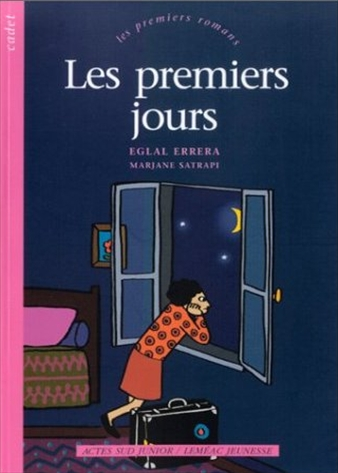 cadet
les premiers romans
Les premiers
jours
EGLAL ERRERA
MARJANE SATRAPI
ACTES SUD JUNIOR / LEMÉAC JEUNESSE